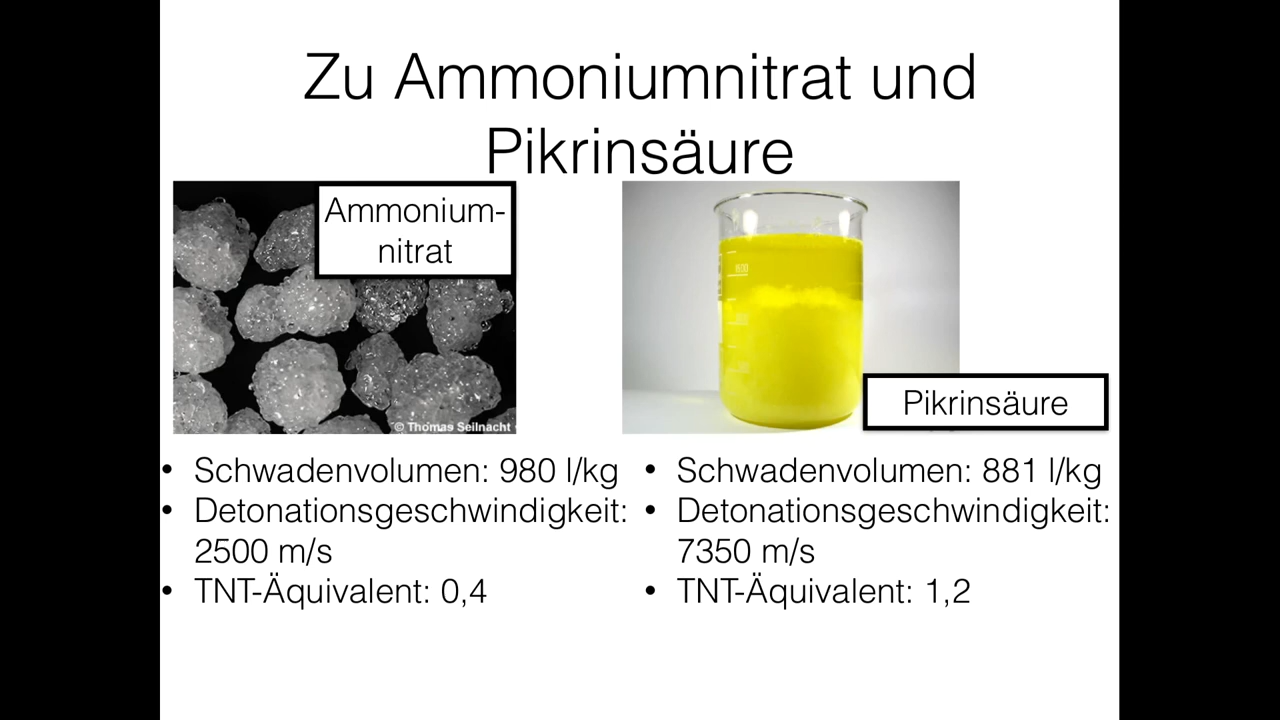 Zu Ammoniumnitrat und
Pikrinsäure
Ammonium-
nitrat
© Thomas Seilnacht
Pikrinsäure
• Schwadenvolumen: 980 l/kg
• Detonationsgeschwindigkeit:
2500 m/s
• TNT-Äquivalent: 0,4
• Schwadenvolumen: 881 l/kg
• Detonationsgeschwindigkeit:
7350 m/s
• TNT-Äquivalent: 1,2